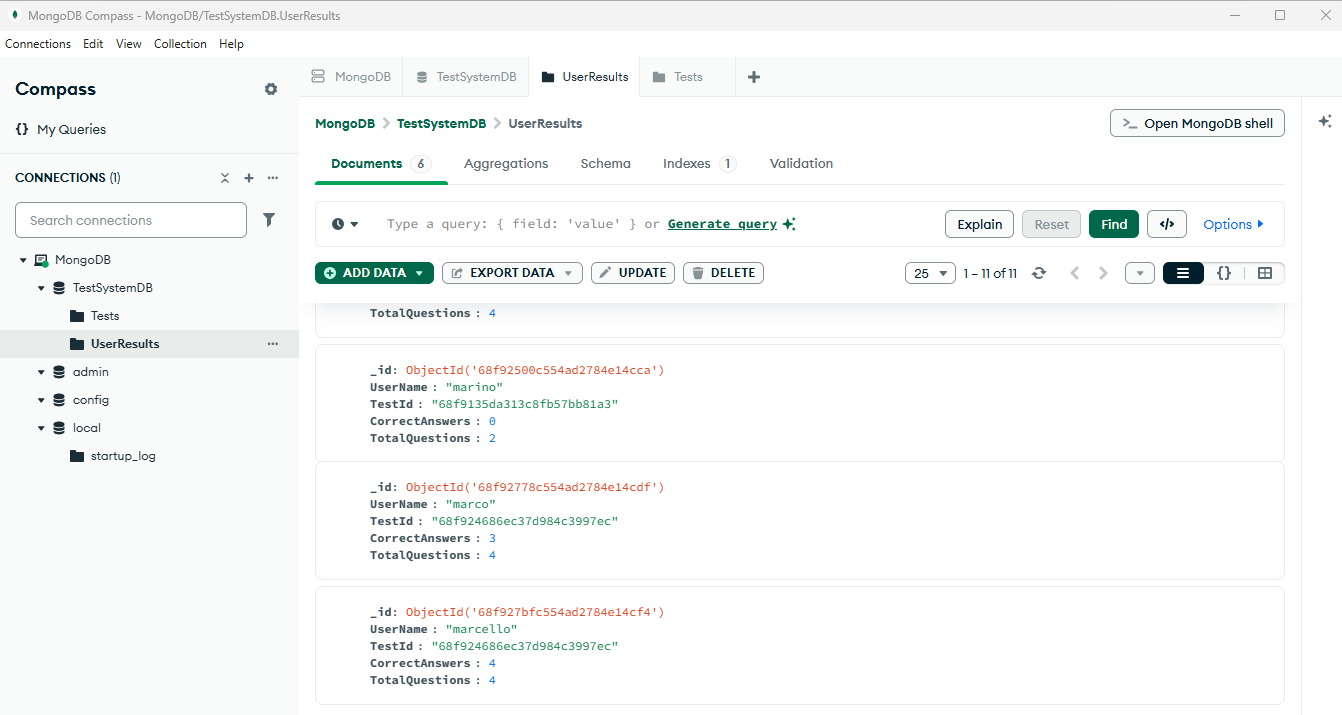 MongoDB Compass - MongoDB/TestSystemDB.UserResults
Connections Edit View Collection Help
Compass
{} My Queries
CONNECTIONS (1)
Search connections
MongoDB
TestSystemDB
Tests
UserResults
admin
config
local
startup_log
MongoDB TestSystemDB UserResults Tests
MongoDB > TestSystemDB > UserResults
>_ Open MongoDB shell
Documents 6 Aggregations Schema Indexes 1 Validation
Type a query: { field: 'value' } or Generate query
Explain Reset Find </> Options
ADD DATA EXPORT DATA UPDATE DELETE
25 1 – 11 of 11 {}
TotalQuestions : 4
_id: ObjectId('68f92500c554ad2784e14cca')
UserName : "marino"
TestId : "68f9135da313c8fb57bb81a3"
CorrectAnswers : 0
TotalQuestions : 2
_id: ObjectId('68f92778c554ad2784e14cdf')
UserName : "marco"
TestId : "68f924686ec37d984c3997ec"
CorrectAnswers : 3
TotalQuestions : 4
_id: ObjectId('68f927bfc554ad2784e14cf4')
UserName : "marcello"
TestId : "68f924686ec37d984c3997ec"
CorrectAnswers : 4
TotalQuestions : 4